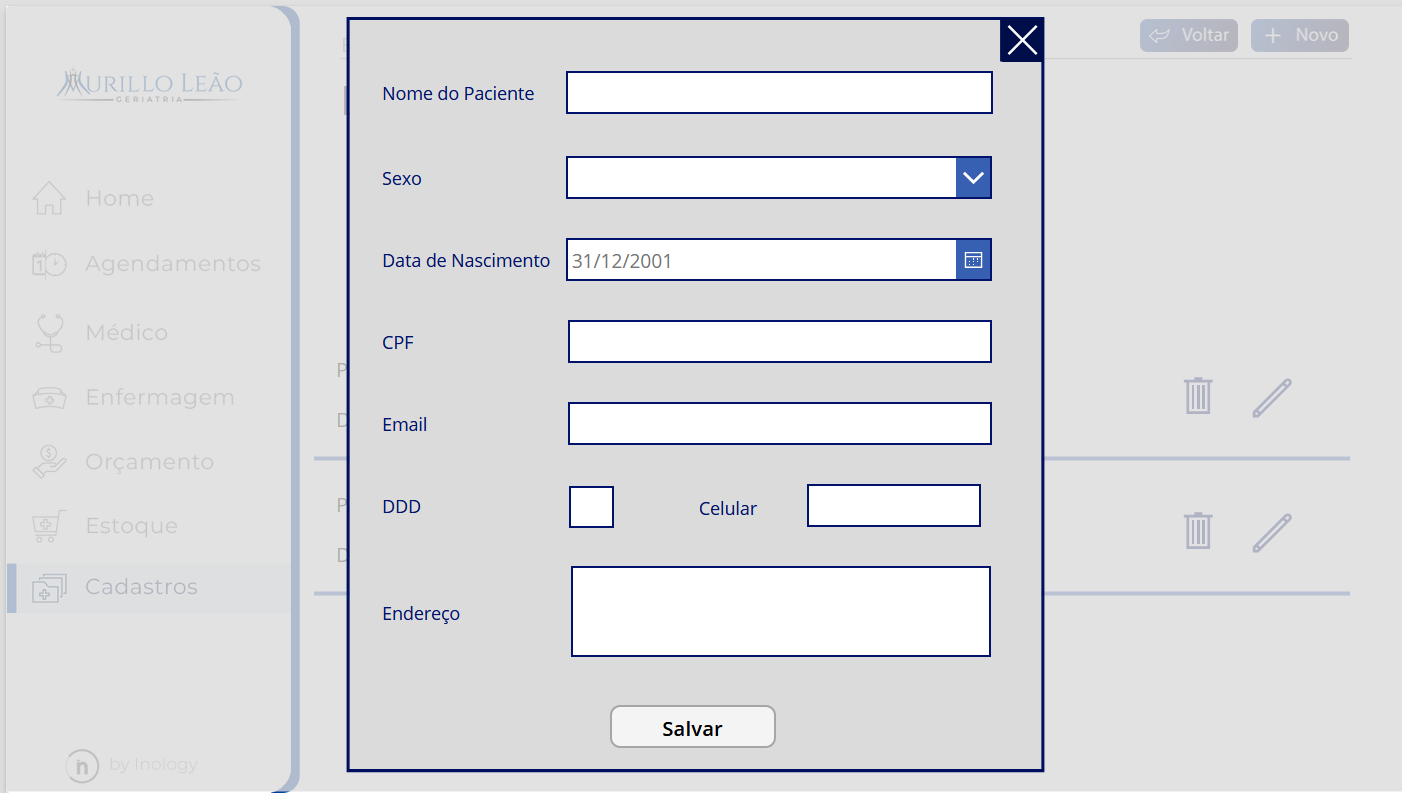 MURILLO LEÃO
GERIATRIA
Home
Agendamentos
Médico
Enfermagem
Orçamento
Estoque
Cadastros
in by Inology
Voltar
+ Novo
Nome do Paciente
Sexo
Data de Nascimento 31/12/2001
CPF
Email
DDD Celular
Endereço
Salvar